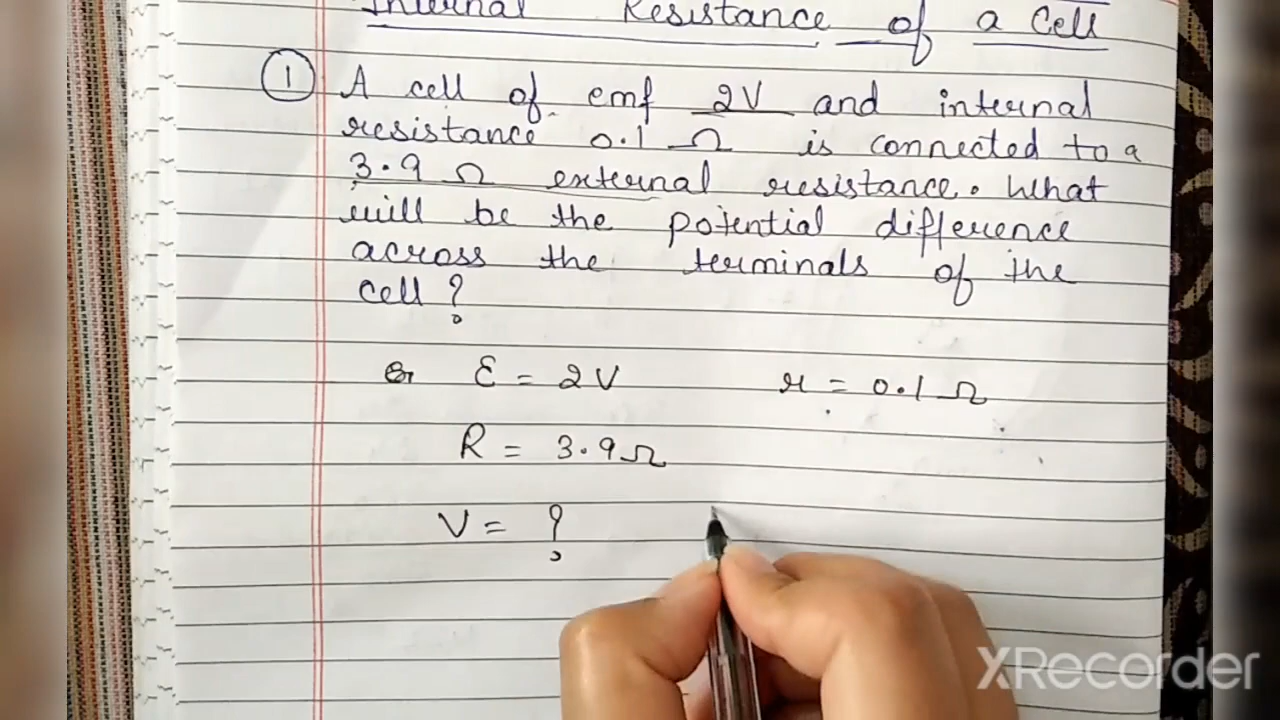 Internal Resistance of a Cell
1 A cell of emf 2V and internal
resistance 0.1 Ω is connected to a
3.9 Ω external resistance. What
will be the potential difference
across the terminals of the
cell ?
ε = 2V r = 0.1 Ω
R = 3.9 Ω
V = ?
XRecorder